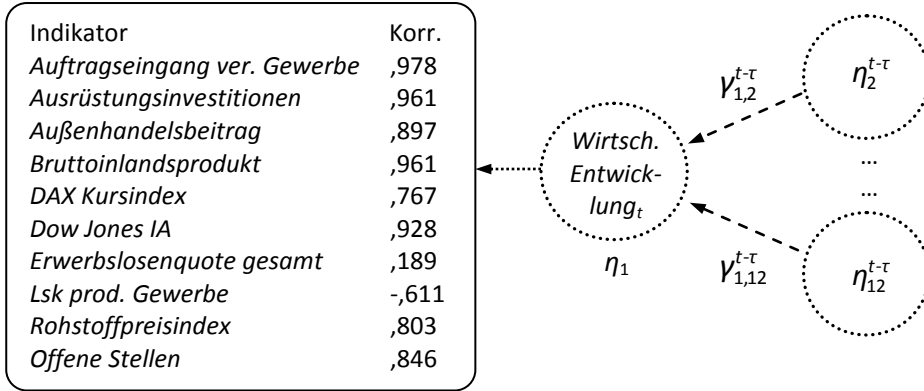 Indikator Korr.
Auftragseingang ver. Gewerbe ,978
Ausrüstungsinvestitionen ,961
Außenhandelsbeitrag ,897
Bruttoinlandsprodukt ,961
DAX Kursindex ,767
Dow Jones IA ,928
Erwerbslosenquote gesamt ,189
Lsk prod. Gewerbe -,611
Rohstoffpreisindex ,803
Offene Stellen ,846
Wirtsch.
Entwick-
lungₜ
η₁
γ₁,₂ᵗ⁻ᵗ
γ₁,₁₂ᵗ⁻ᵗ
η₂ᵗ⁻ᵗ
...
...
η₁₂ᵗ⁻ᵗ